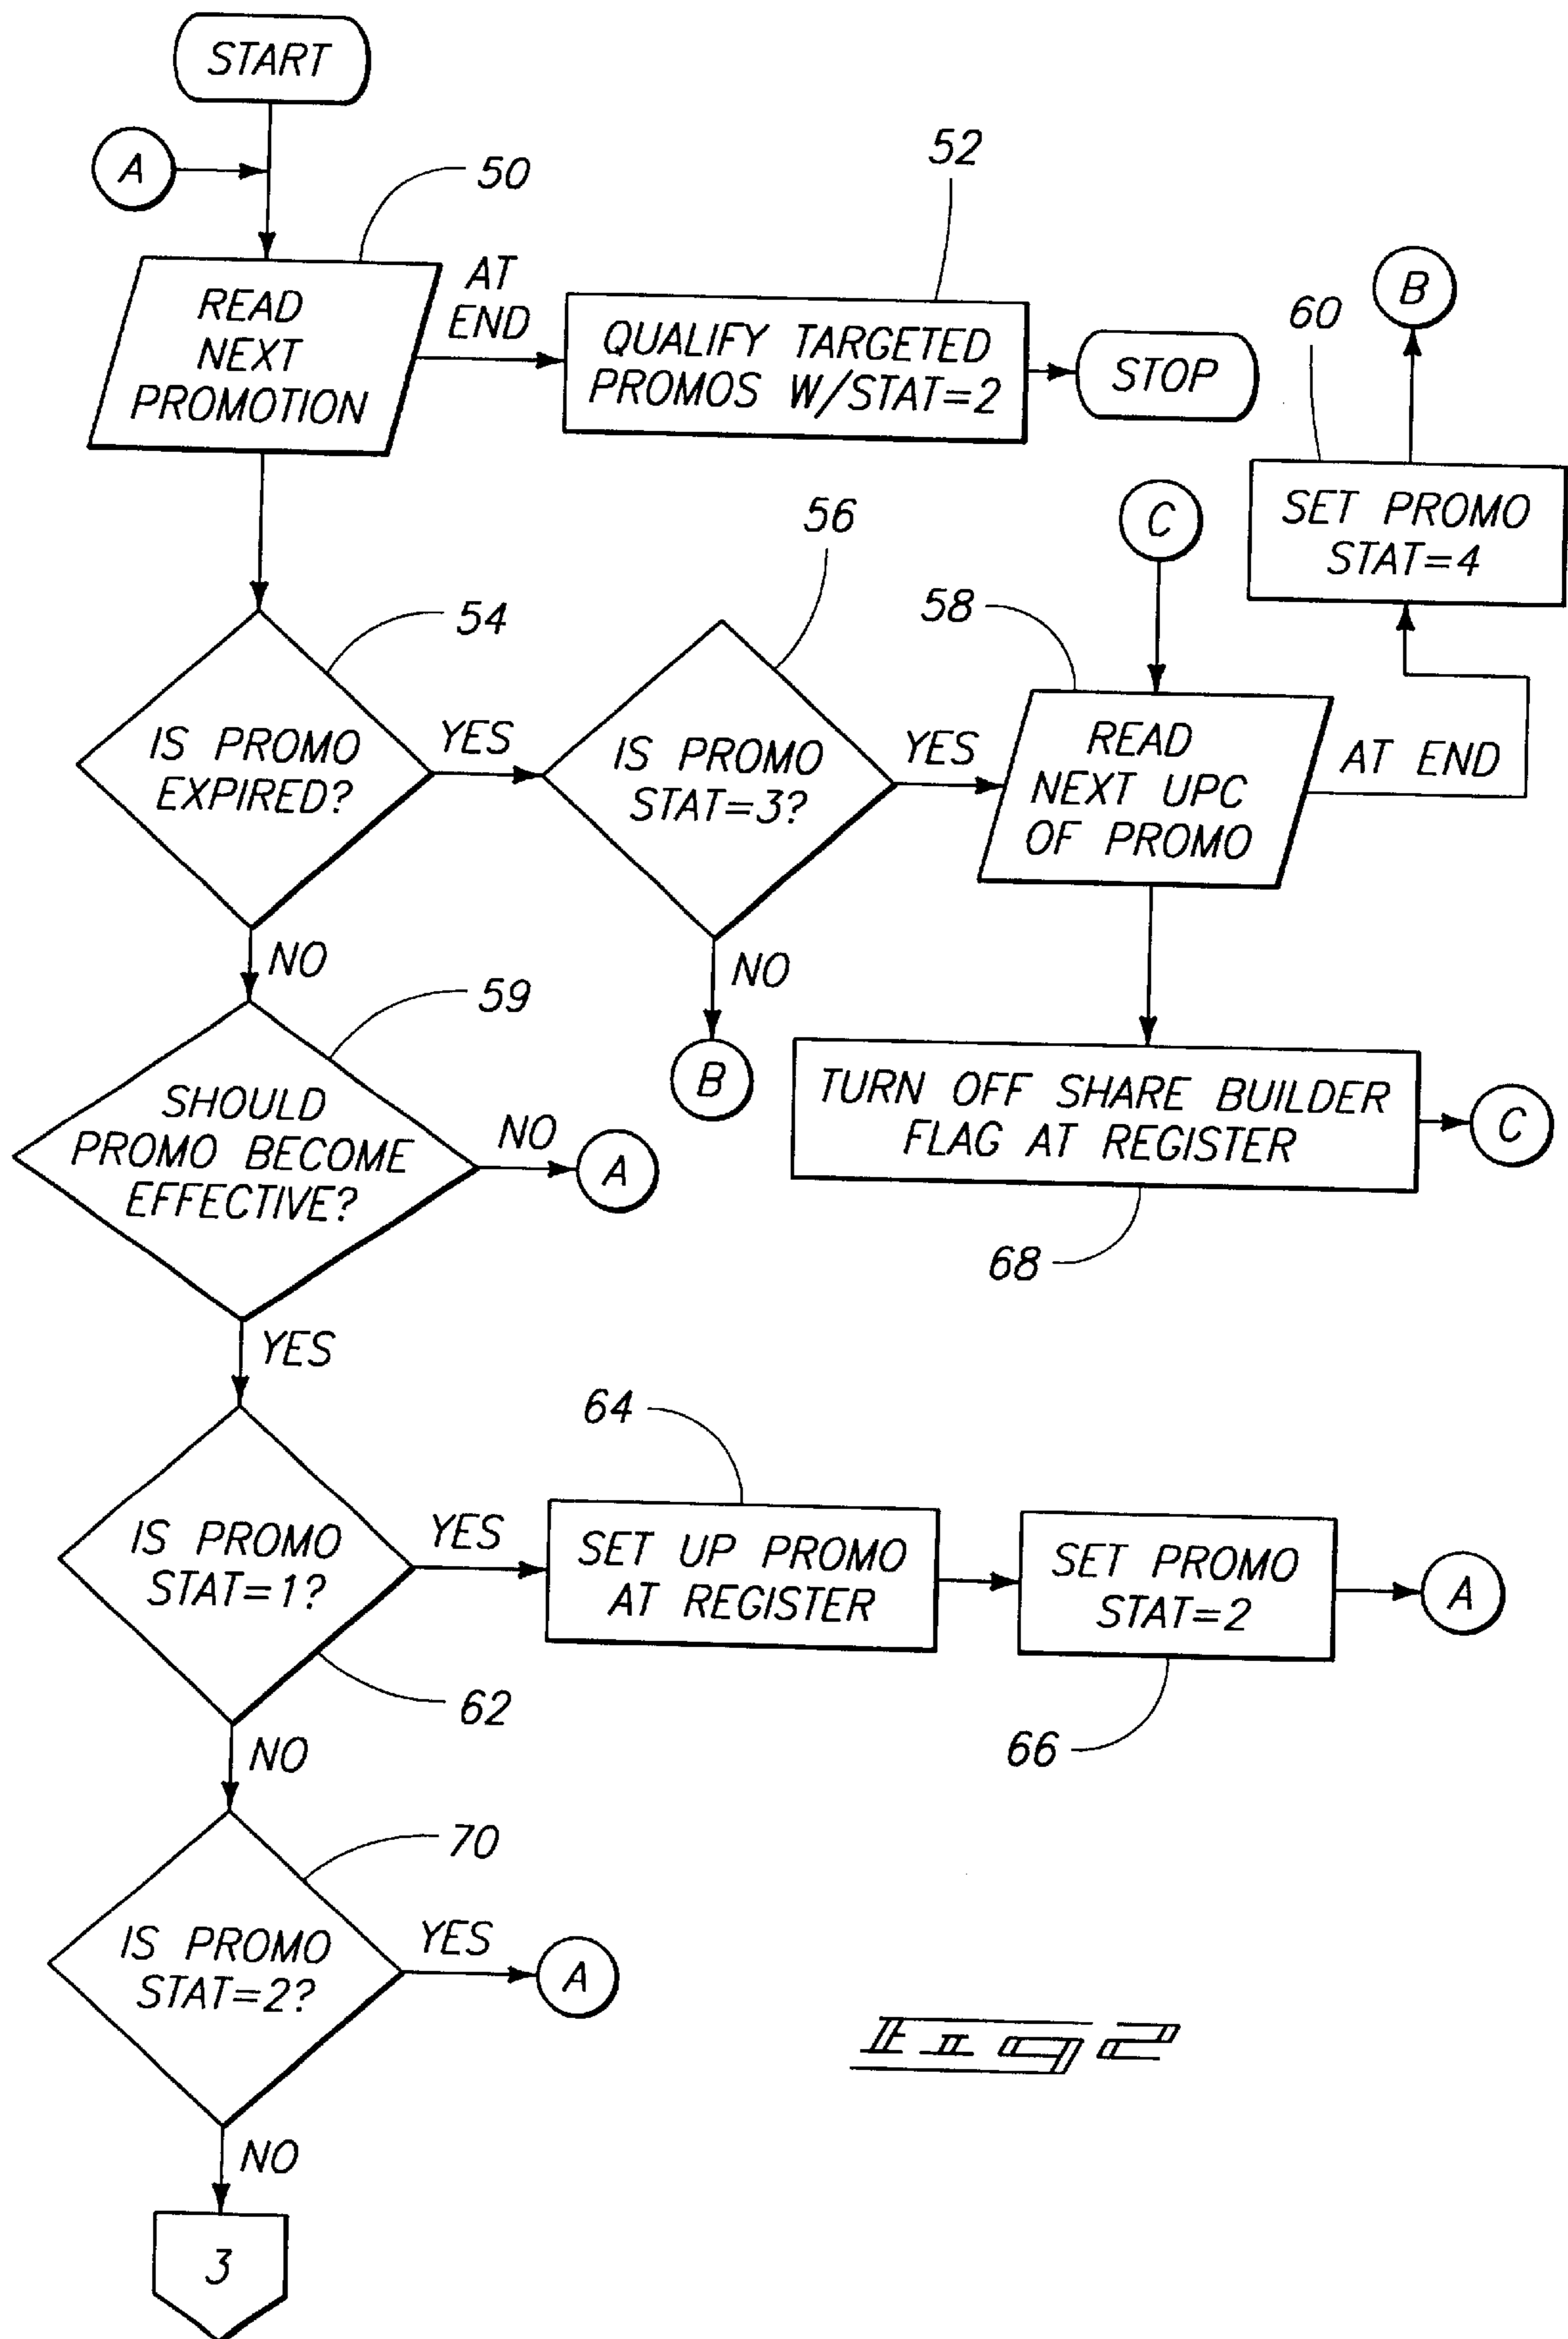 START
A
50
52
READ
NEXT
PROMOTION
AT
END
QUALIFY TARGETED
PROMOS W/STAT=2
STOP
B
60
SET PROMO
STAT=4
C
54
56
58
IS PROMO
EXPIRED?
YES
IS PROMO
STAT=3?
YES
READ
NEXT UPC
OF PROMO
AT END
NO
NO
B
59
SHOULD
PROMO BECOME
EFFECTIVE?
NO
A
TURN OFF SHARE BUILDER
FLAG AT REGISTER
C
68
YES
64
IS PROMO
STAT=1?
YES
SET UP PROMO
AT REGISTER
SET PROMO
STAT=2
A
62
66
NO
70
IS PROMO
STAT=2?
YES
A
NO
3
Fig 2